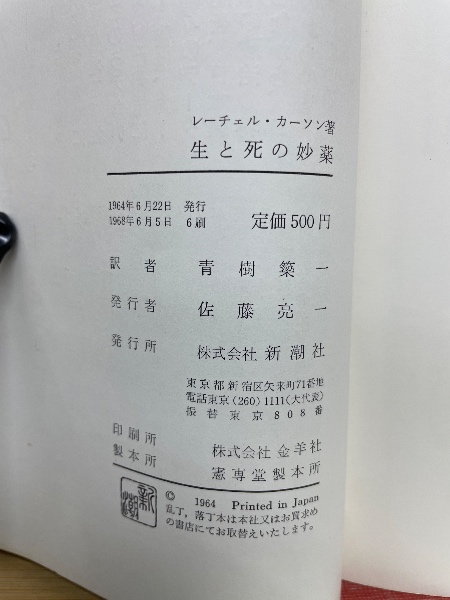 レーチェル・カーソン著
生と死の妙薬
1964年6月22日 発行
1968年6月5日 6刷
定価500円
訳者 青樹簗一
発行者 佐藤亮一
発行所 株式会社 新潮社
東京都新宿区矢来町71番地
電話東京(260)1111(大代表)
振替東京808番
印刷所 株式会社 金羊社
製本所 憲専堂製本所
新潮
© 1964 Printed in Japan
乱丁,落丁本は本社又はお買求め
の書店にてお取替えいたします。